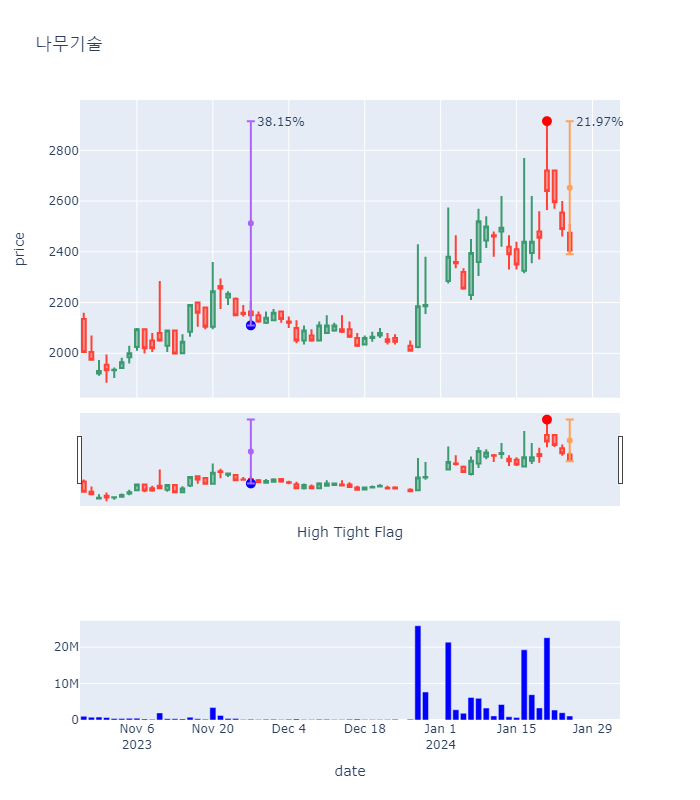 나무기술
38.15%
21.97%
2800
2600
2400
2200
2000
price
High Tight Flag
20M
10M
0
Nov 6 Nov 20 Dec 4 Dec 18 Jan 1 Jan 15 Jan 29
2023 2024
date